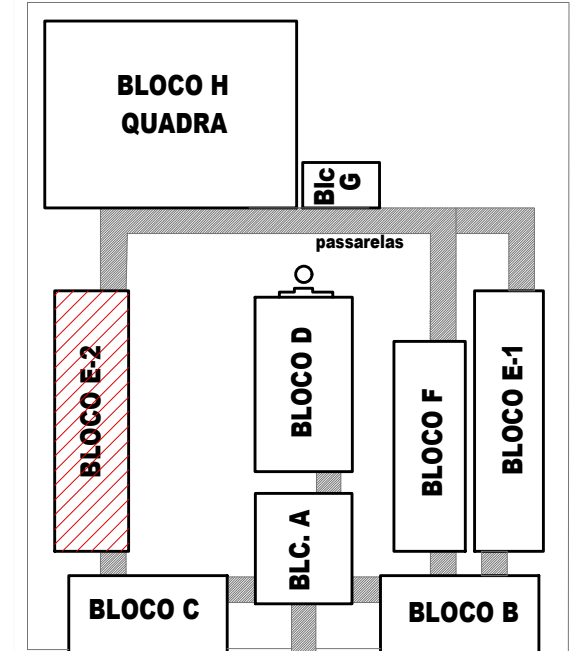 BLOCO H
QUADRA
Blc
G
passarelas
BLOCO E-2
BLOCO D
BLOCO F
BLOCO E-1
BLC. A
BLOCO C
BLOCO B